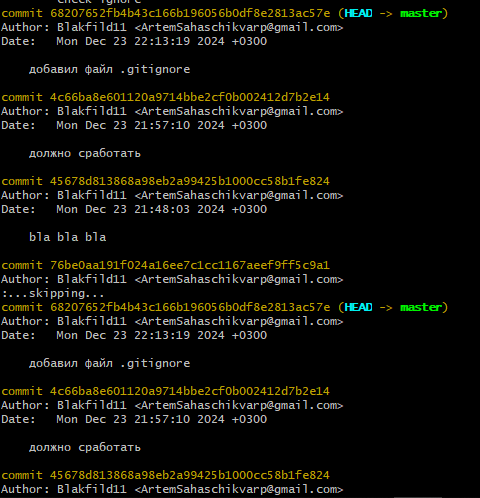 check ignore
commit 68207652fb4b43c166b196056b0df8e2813ac57e (HEAD -> master)
Author: Blakfild11 <ArtemSahaschikvarp@gmail.com>
Date:   Mon Dec 23 22:13:19 2024 +0300
добавил файл .gitignore
commit 4c66ba8e601120a9714bbe2cf0b002412d7b2e14
Author: Blakfild11 <ArtemSahaschikvarp@gmail.com>
Date:   Mon Dec 23 21:57:10 2024 +0300
должно сработать
commit 45678d813868a98eb2a99425b1000cc58b1fe824
Author: Blakfild11 <ArtemSahaschikvarp@gmail.com>
Date:   Mon Dec 23 21:48:03 2024 +0300
bla bla bla
commit 76be0aa191f024a16ee7c1cc1167aeef9ff5c9a1
Author: Blakfild11 <ArtemSahaschikvarp@gmail.com>
:...skipping...
commit 68207652fb4b43c166b196056b0df8e2813ac57e (HEAD -> master)
Author: Blakfild11 <ArtemSahaschikvarp@gmail.com>
Date:   Mon Dec 23 22:13:19 2024 +0300
добавил файл .gitignore
commit 4c66ba8e601120a9714bbe2cf0b002412d7b2e14
Author: Blakfild11 <ArtemSahaschikvarp@gmail.com>
Date:   Mon Dec 23 21:57:10 2024 +0300
должно сработать
commit 45678d813868a98eb2a99425b1000cc58b1fe824
Author: Blakfild11 <ArtemSahaschikvarp@gmail.com>